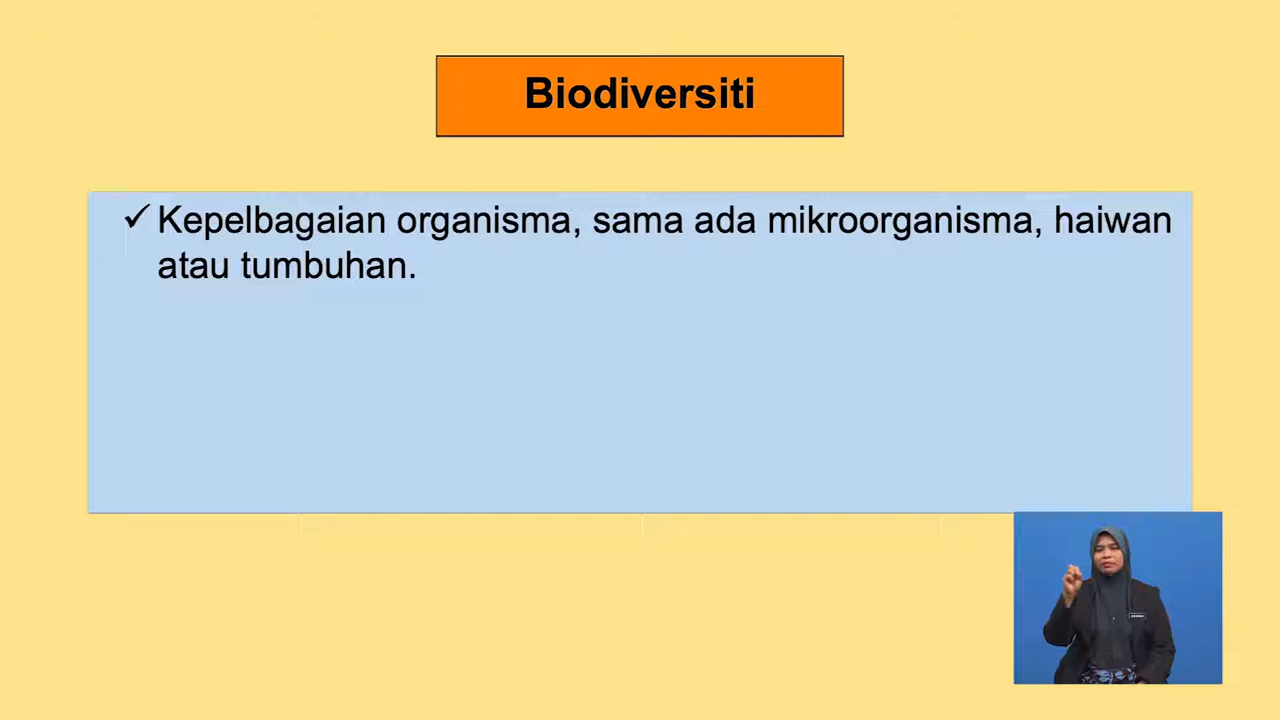 Biodiversiti
✓ Kepelbagaian organisma, sama ada mikroorganisma, haiwan
atau tumbuhan.